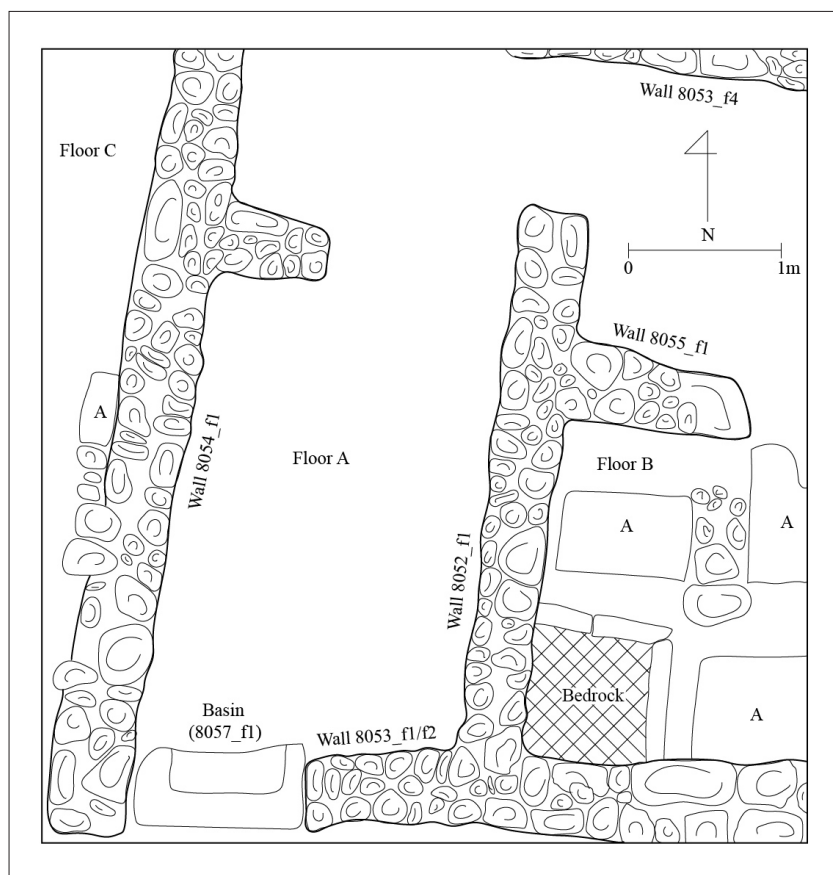 Wall 8053_f4
Floor C
N
0 1m
Wall 8055_f1
A
Wall 8054_f1
Floor A
Floor B
A
A
Wall 8052_f1
Bedrock
Basin
(8057_f1)
Wall 8053_f1/f2
A